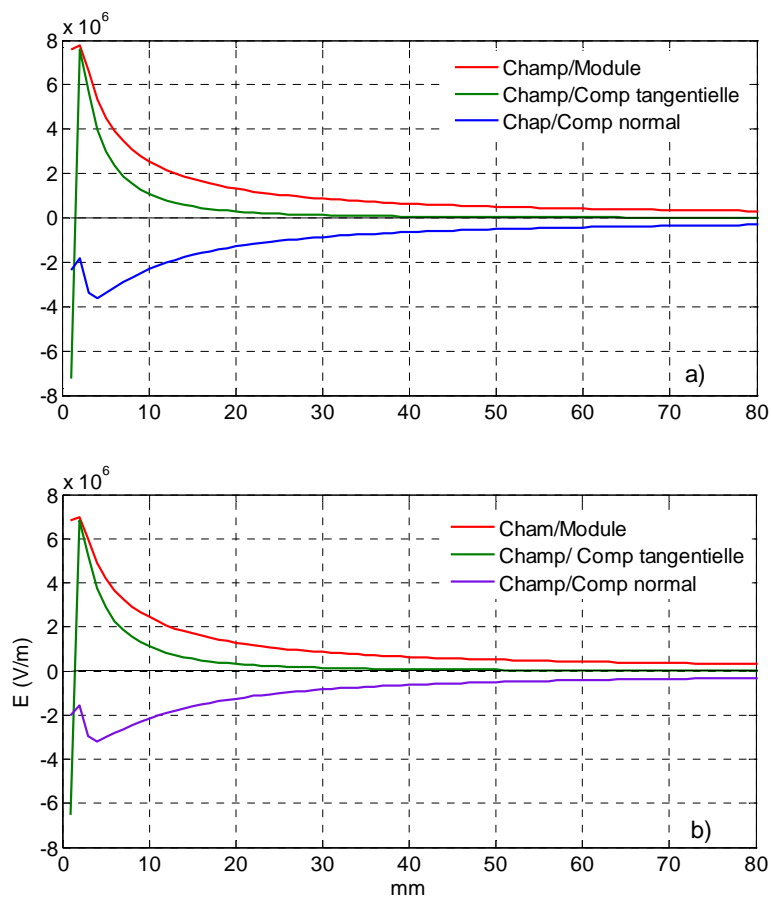 x 10^6
8
6
4
2
0
-2
-4
-6
-8
Champ/Module
Champ/Comp tangentielle
Chap/Comp normal
a)
0 10 20 30 40 50 60 70 80
x 10^6
8
6
4
2
0
-2
-4
-6
-8
E (V/m)
Cham/Module
Champ/ Comp tangentielle
Champ/Comp normal
b)
0 10 20 30 40 50 60 70 80
mm